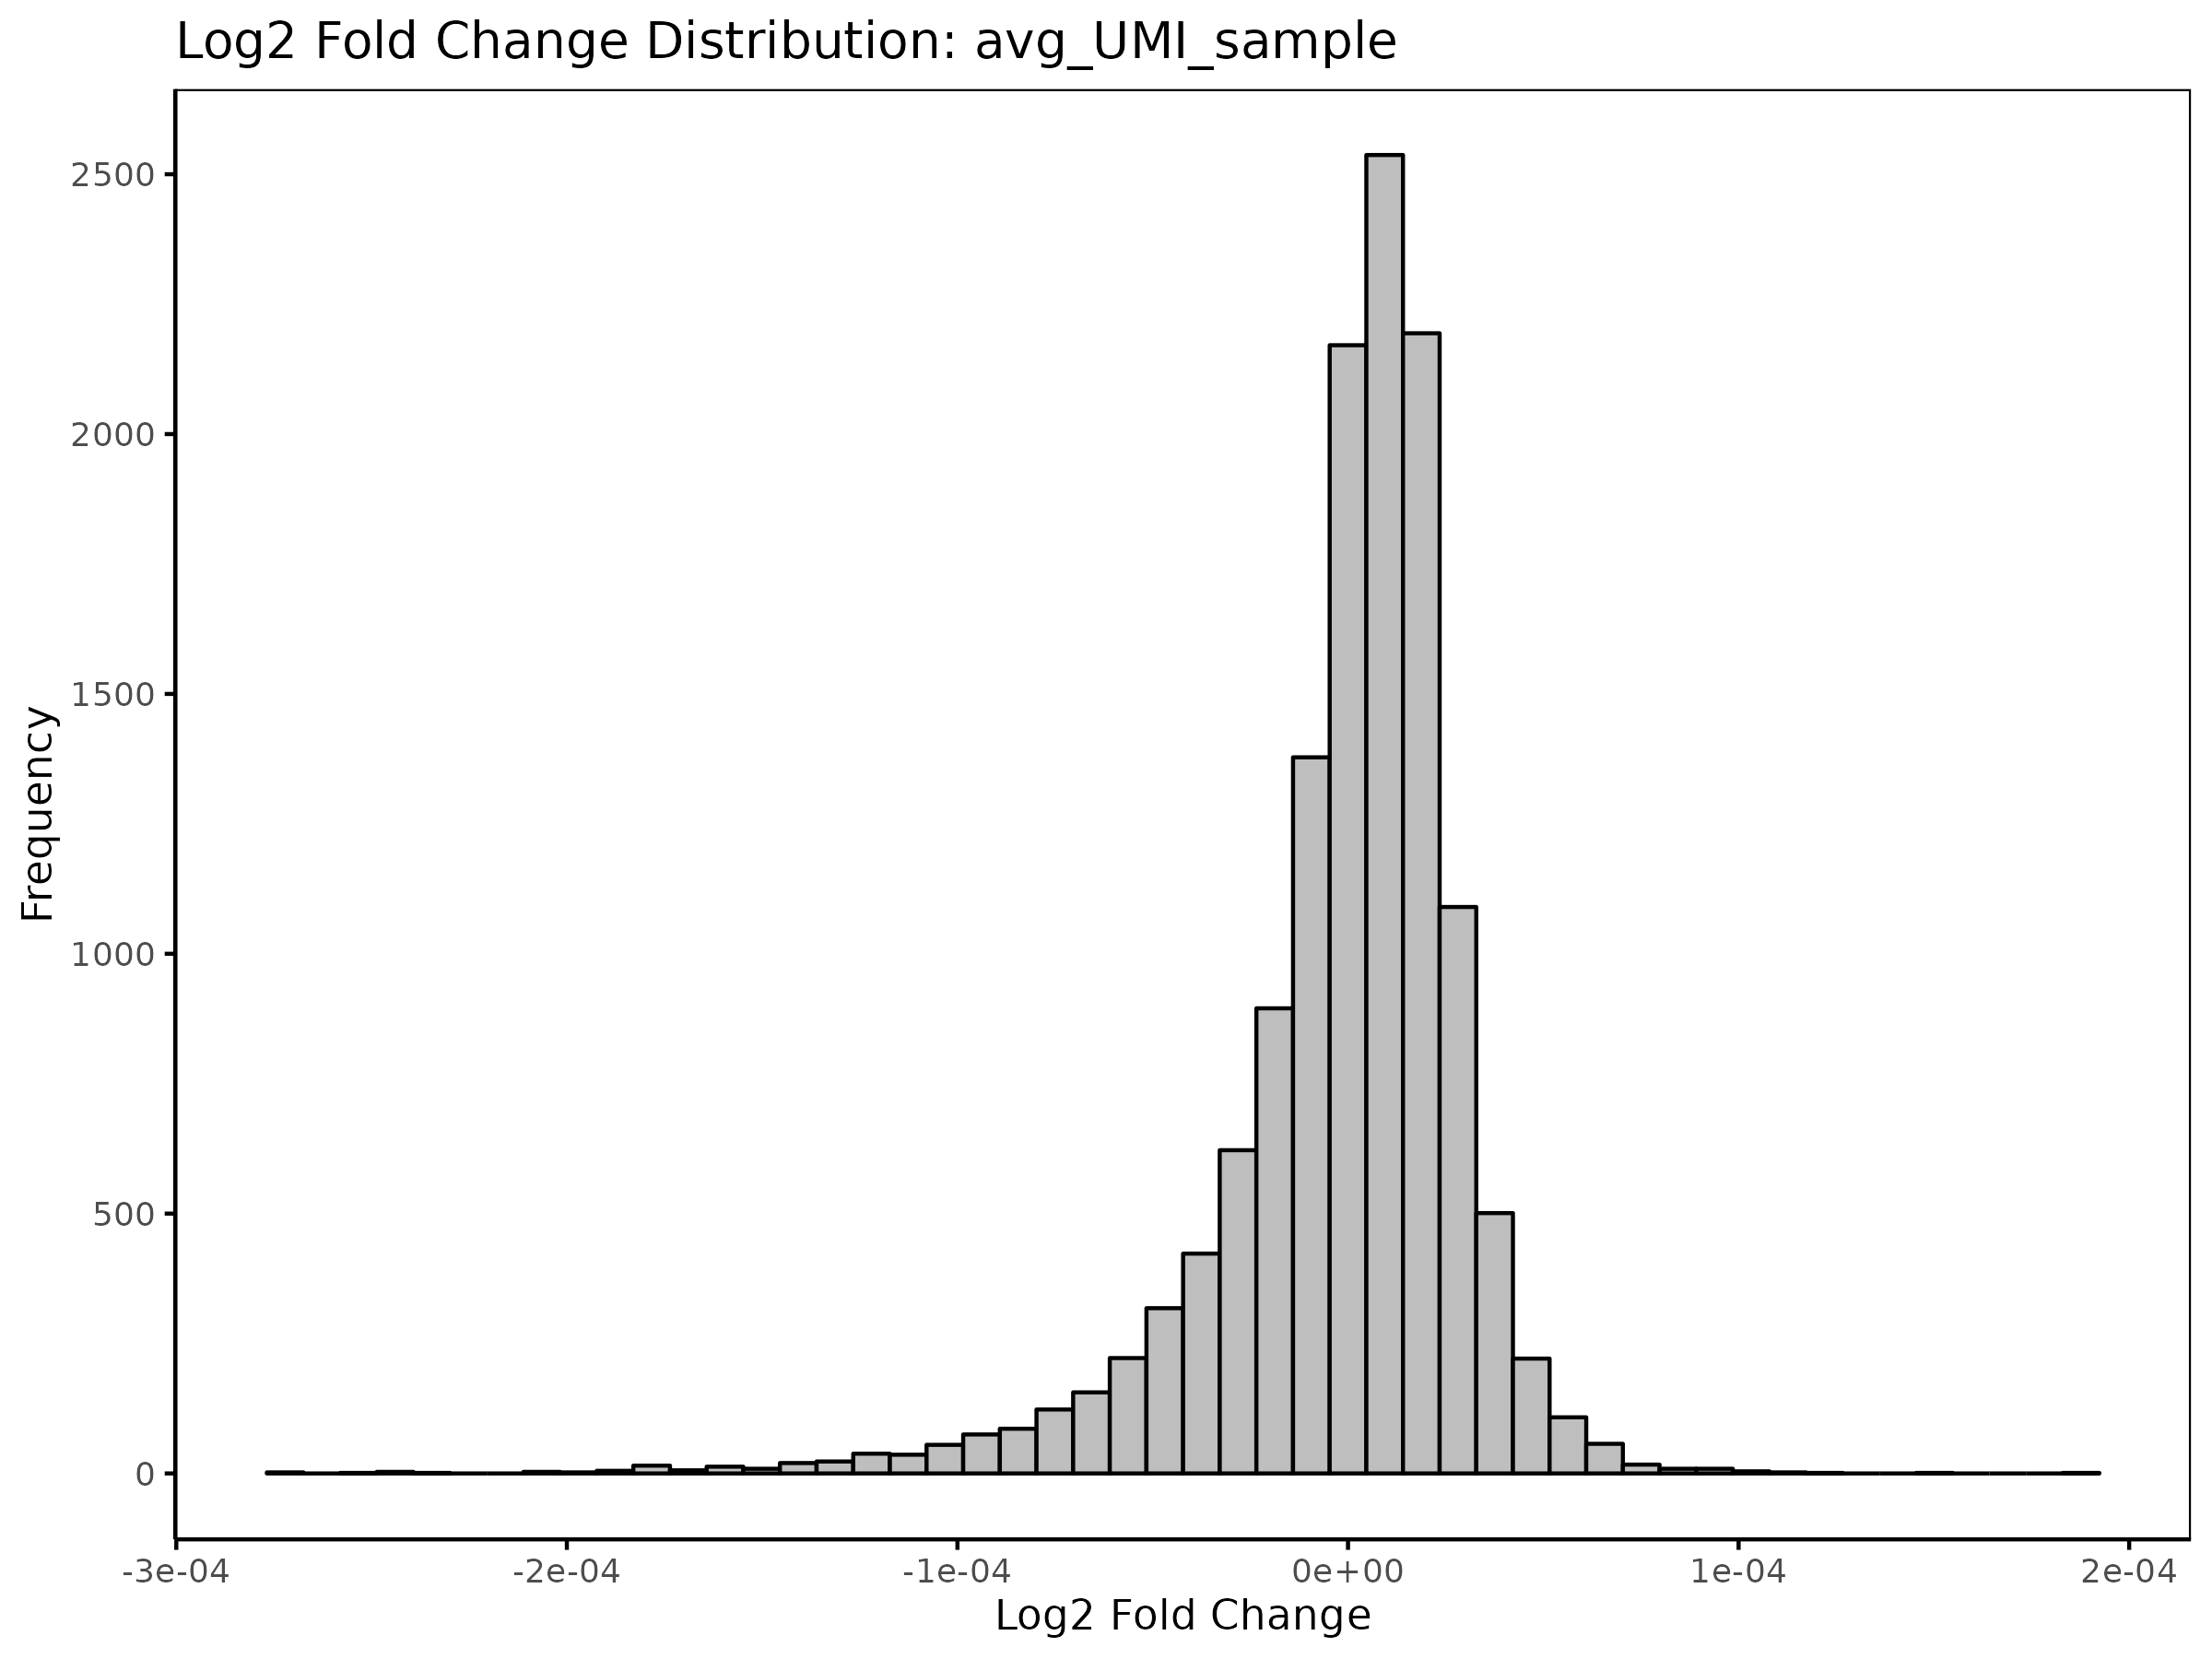 Log2 Fold Change Distribution: avg_UMI_sample
2500
2000
1500
1000
500
0
Frequency
-3e-04
-2e-04
-1e-04
0e+00
1e-04
2e-04
Log2 Fold Change